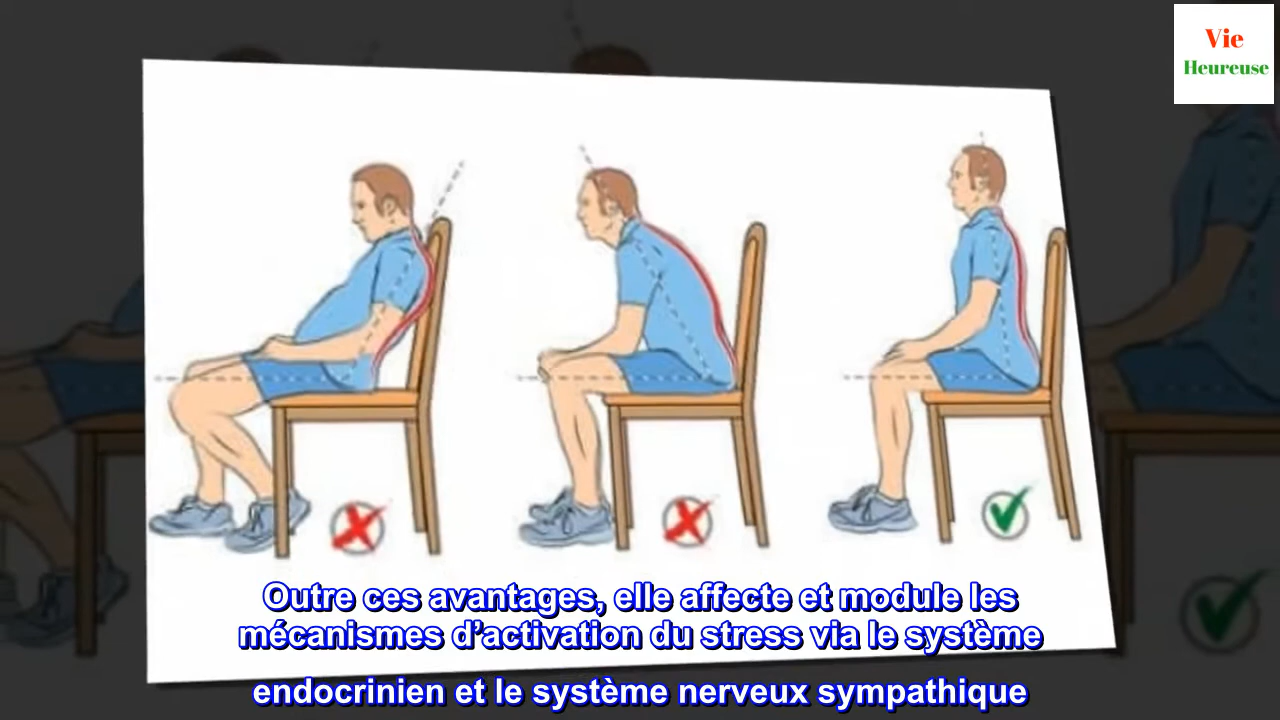 Vie
Heureuse
Outre ces avantages, elle affecte et module les
mécanismes d'activation du stress via le système
endocrinien et le système nerveux sympathique